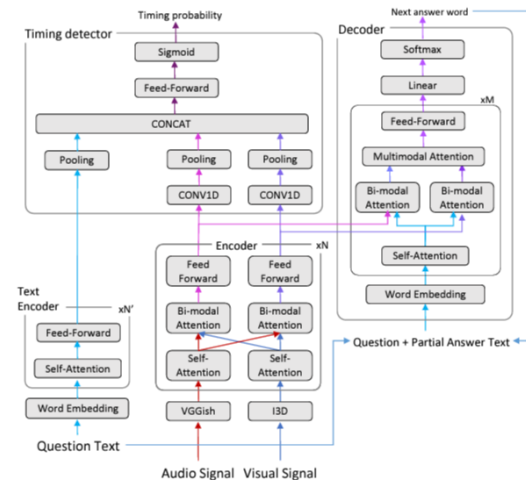 Timing probability
Timing detector
Sigmoid
Feed-Forward
CONCAT
Pooling
Pooling
Pooling
CONV1D
CONV1D
Next answer word
Decoder
Softmax
Linear
xM
Feed-Forward
Multimodal Attention
Bi-modal
Attention
Bi-modal
Attention
Self-Attention
Word Embedding
Question + Partial Answer Text
Encoder
xN
Feed
Forward
Feed
Forward
Bi-modal
Attention
Bi-modal
Attention
Self-
Attention
Self-
Attention
VGGish
I3D
Audio Signal
Visual Signal
Text
Encoder
xN'
Feed-Forward
Self-Attention
Word Embedding
Question Text